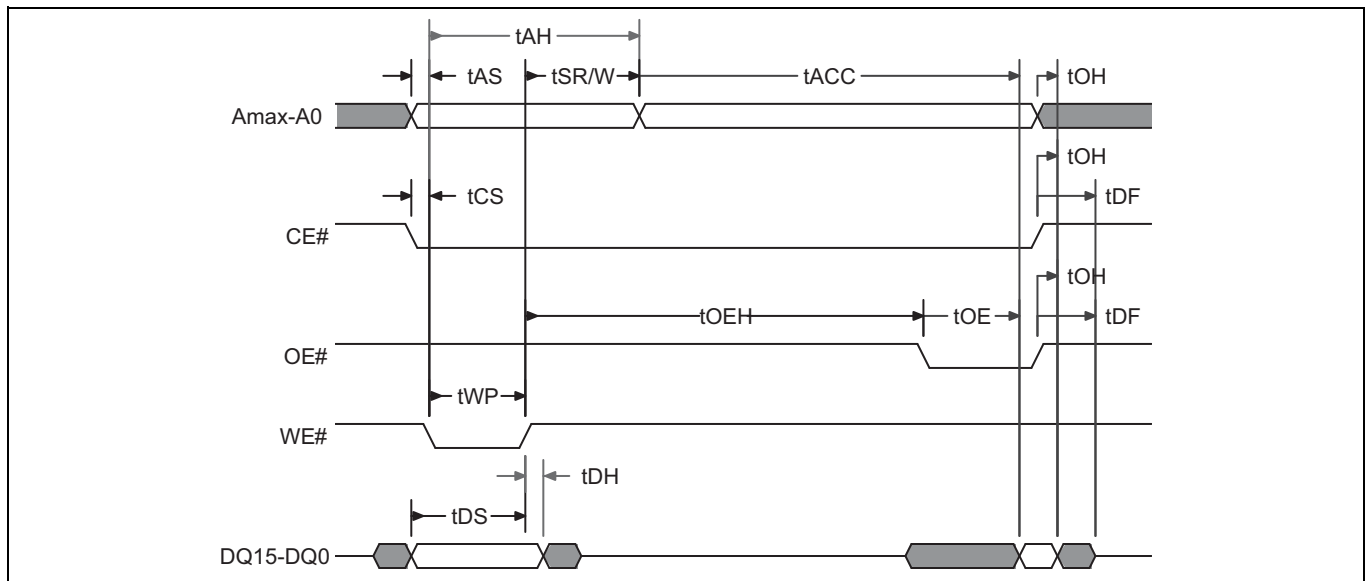 tAH
tAS tSR/W tACC tOH
Amax-A0
tOH
tCS tDF
CE#
tOH
tOEH tOE tDF
OE#
tWP
WE#
tDH
tDS
DQ15-DQ0